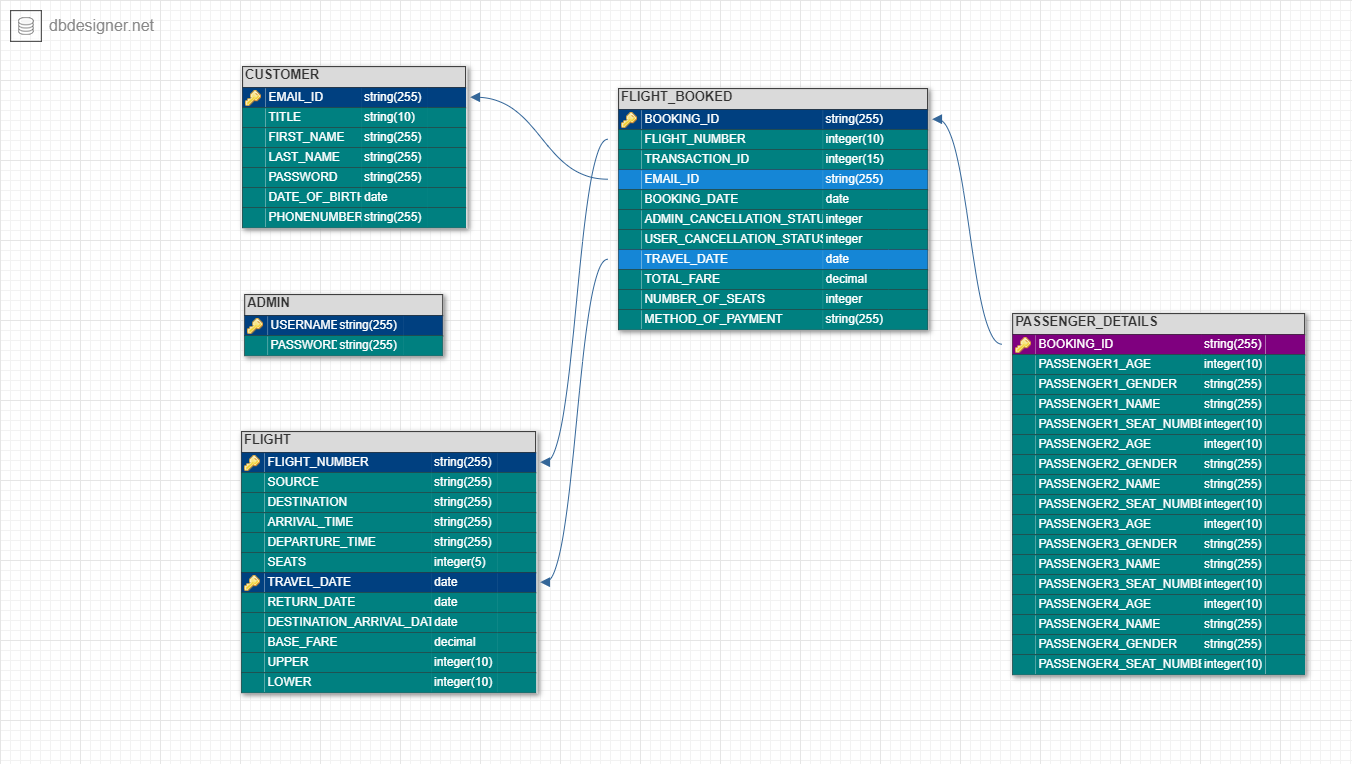 dbdesigner.net
CUSTOMER
EMAIL_ID string(255)
TITLE string(10)
FIRST_NAME string(255)
LAST_NAME string(255)
PASSWORD string(255)
DATE_OF_BIRTH date
PHONENUMBER string(255)
ADMIN
USERNAME string(255)
PASSWORD string(255)
FLIGHT
FLIGHT_NUMBER string(255)
SOURCE string(255)
DESTINATION string(255)
ARRIVAL_TIME string(255)
DEPARTURE_TIME string(255)
SEATS integer(5)
TRAVEL_DATE date
RETURN_DATE date
DESTINATION_ARRIVAL_DAT date
BASE_FARE decimal
UPPER integer(10)
LOWER integer(10)
FLIGHT_BOOKED
BOOKING_ID string(255)
FLIGHT_NUMBER integer(10)
TRANSACTION_ID integer(15)
EMAIL_ID string(255)
BOOKING_DATE date
ADMIN_CANCELLATION_STATU integer
USER_CANCELLATION_STATUS integer
TRAVEL_DATE date
TOTAL_FARE decimal
NUMBER_OF_SEATS integer
METHOD_OF_PAYMENT string(255)
PASSENGER_DETAILS
BOOKING_ID string(255)
PASSENGER1_AGE integer(10)
PASSENGER1_GENDER string(255)
PASSENGER1_NAME string(255)
PASSENGER1_SEAT_NUMBE integer(10)
PASSENGER2_AGE integer(10)
PASSENGER2_GENDER string(255)
PASSENGER2_NAME string(255)
PASSENGER2_SEAT_NUMBE integer(10)
PASSENGER3_AGE integer(10)
PASSENGER3_GENDER string(255)
PASSENGER3_NAME string(255)
PASSENGER3_SEAT_NUMBE integer(10)
PASSENGER4_AGE integer(10)
PASSENGER4_NAME string(255)
PASSENGER4_GENDER string(255)
PASSENGER4_SEAT_NUMBE integer(10)